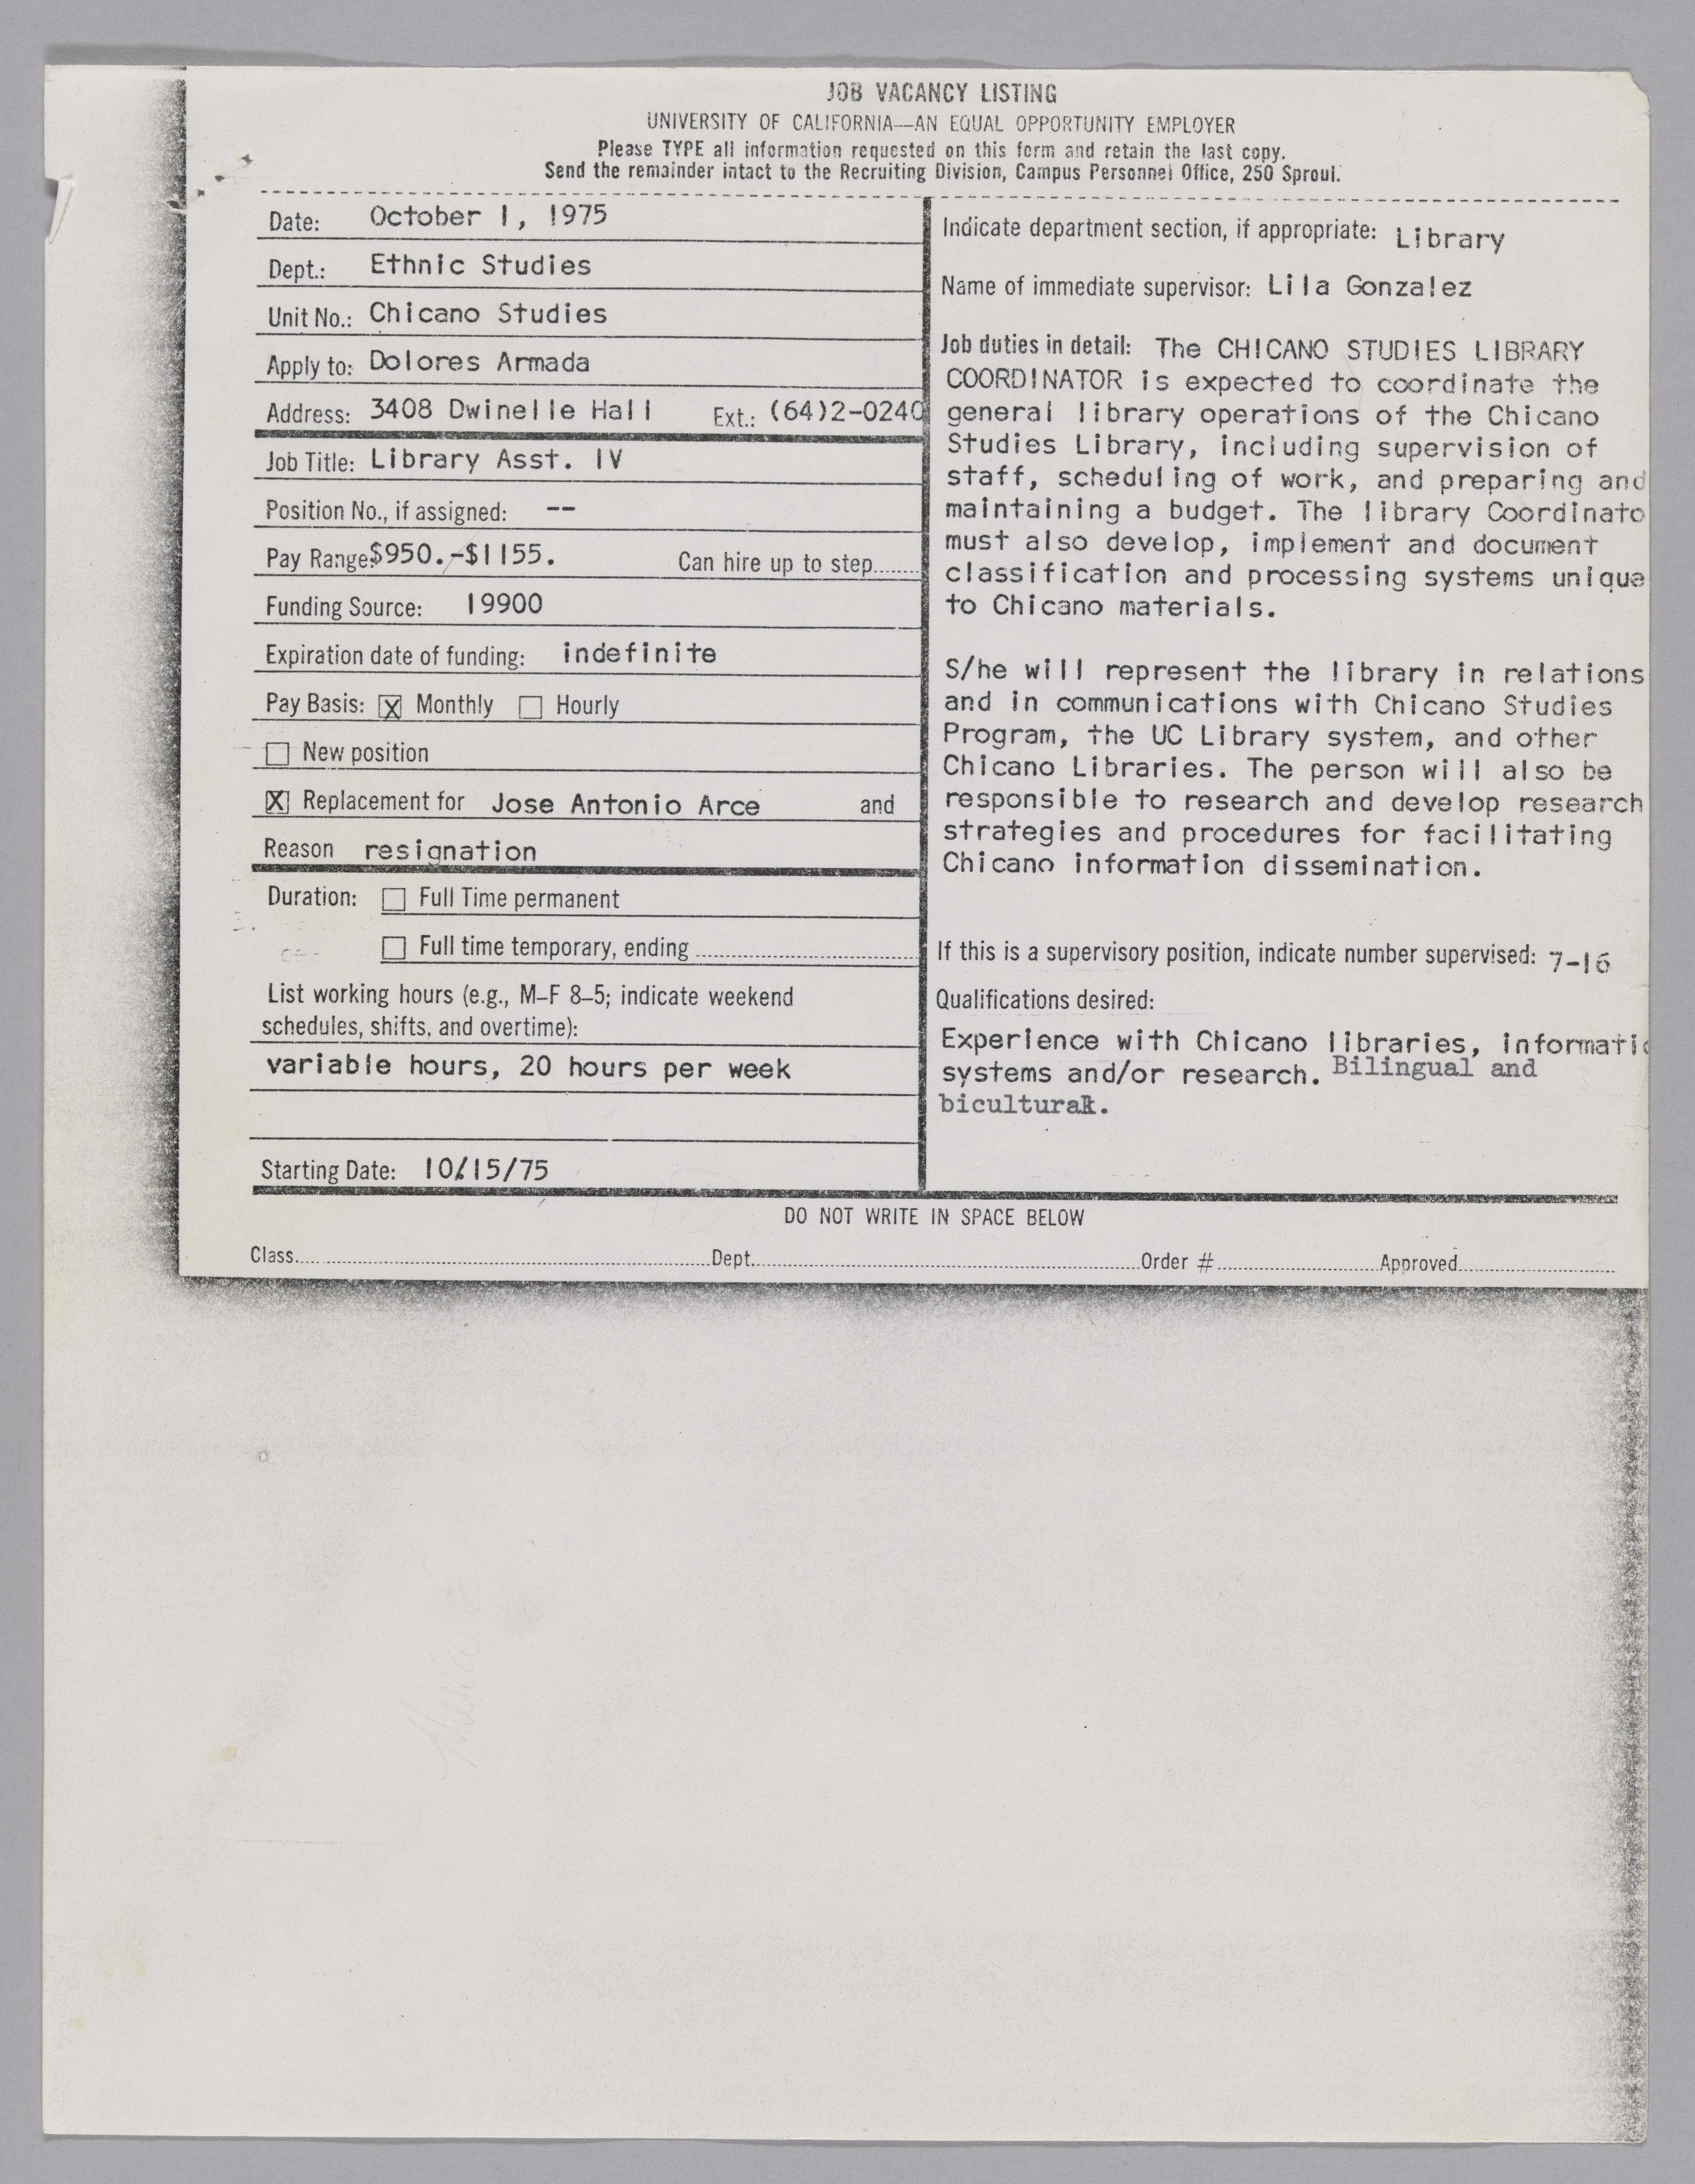 JOB VACANCY LISTING
UNIVERSITY OF CALIFORNIA—AN EQUAL OPPORTUNITY EMPLOYER
Please TYPE all information requested on this form and retain the last copy.
Send the remainder intact to the Recruiting Division, Campus Personnel Office, 250 Sproul.
Date: October 1, 1975
Dept.: Ethnic Studies
Unit No.: Chicano Studies
Apply to: Dolores Armada
Address: 3408 Dwinelle Hall Ext.: (64)2-0240
Job Title: Library Asst. IV
Position No., if assigned: --
Pay Range: $950.-$1155. Can hire up to step
Funding Source: 19900
Expiration date of funding: indefinite
Pay Basis: X Monthly Hourly
New position
X Replacement for Jose Antonio Arce and
Reason resignation
Duration: Full Time permanent
Full time temporary, ending
List working hours (e.g., M–F 8–5; indicate weekend
schedules, shifts, and overtime):
variable hours, 20 hours per week
Starting Date: 10/15/75
Indicate department section, if appropriate: Library
Name of immediate supervisor: Lila Gonzalez
Job duties in detail: The CHICANO STUDIES LIBRARY
COORDINATOR is expected to coordinate the
general library operations of the Chicano
Studies Library, including supervision of
staff, scheduling of work, and preparing and
maintaining a budget. The library Coordinato
must also develop, implement and document
classification and processing systems unique
to Chicano materials.
S/he will represent the library in relations
and in communications with Chicano Studies
Program, the UC Library system, and other
Chicano Libraries. The person will also be
responsible to research and develop research
strategies and procedures for facilitating
Chicano information dissemination.
If this is a supervisory position, indicate number supervised: 7-16
Qualifications desired:
Experience with Chicano libraries, informatic
systems and/or research. Bilingual and
bicultural.
DO NOT WRITE IN SPACE BELOW
Class Dept. Order # Approved